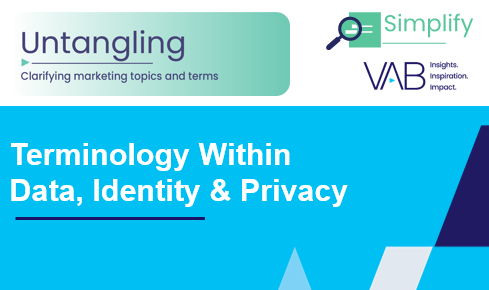 Untangling
Clarifying marketing topics and terms
Simplify
VAB
Insights.
Inspiration.
Impact.
Terminology Within
Data, Identity & Privacy